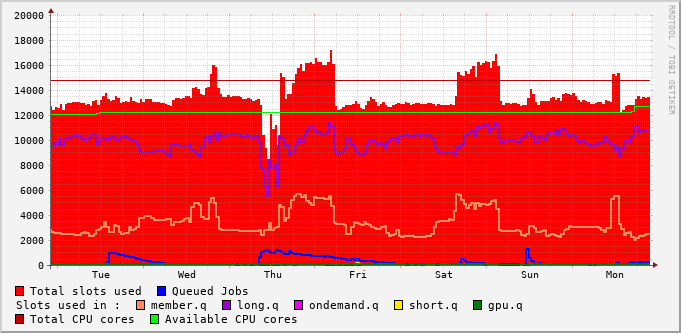 20000
18000
16000
14000
12000
10000
8000
6000
4000
2000
0
Tue Wed Thu Fri Sat Sun Mon
Total slots used Queued Jobs
Slots used in : member.q long.q ondemand.q short.q gpu.q
Total CPU cores Available CPU cores
RRDTOOL / TOBI OETIKER